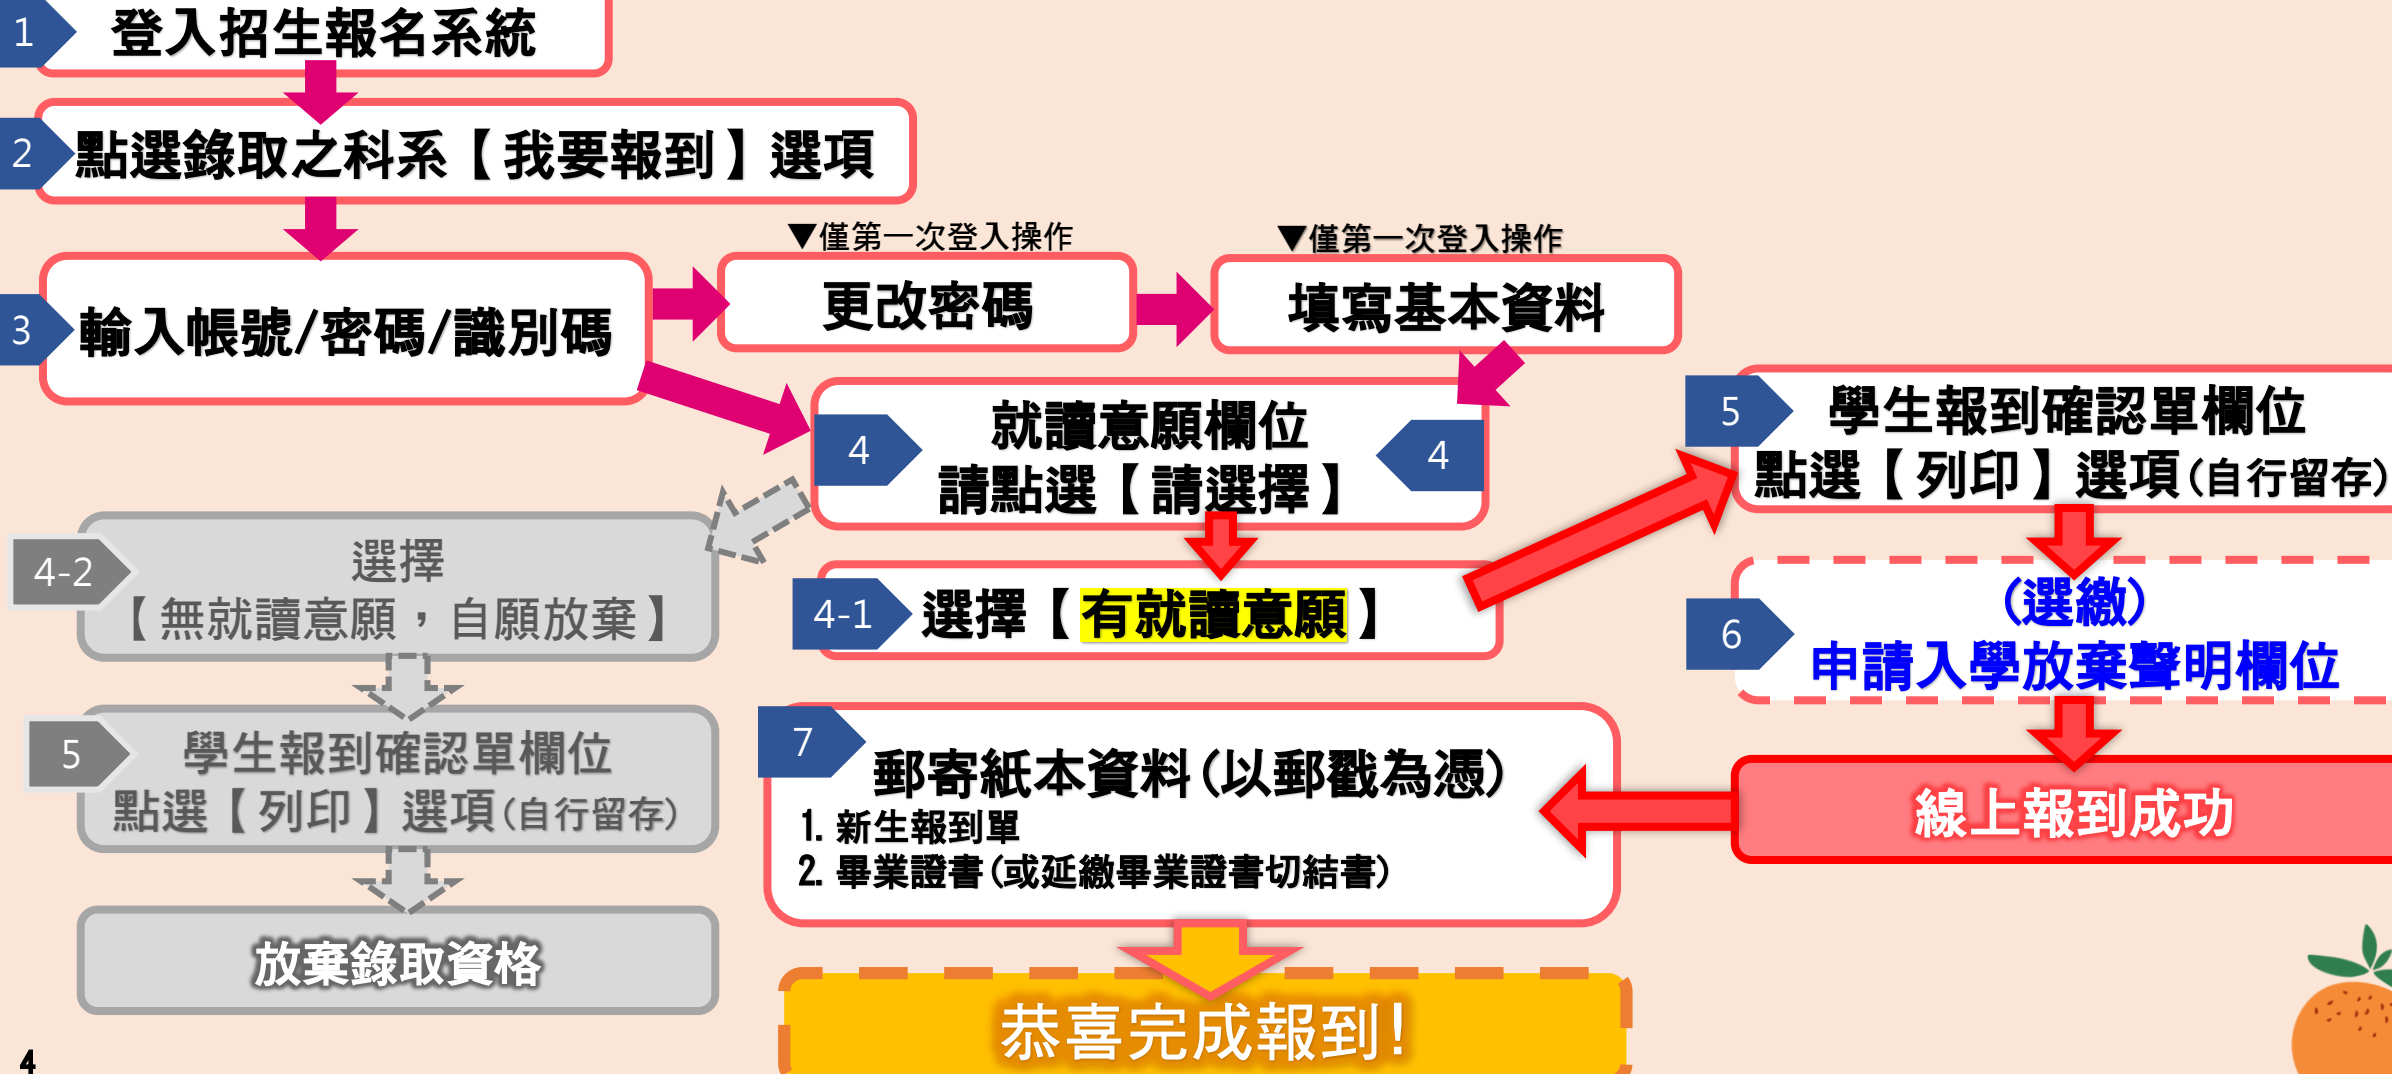 1
登入招生報名系統
2
點選錄取之科系【我要報到】選項
3
輸入帳號/密碼/識別碼
▼僅第一次登入操作
更改密碼
▼僅第一次登入操作
填寫基本資料
4
就讀意願欄位
請點選【請選擇】
4
4-1
選擇【有就讀意願】
4-2
選擇
【無就讀意願，自願放棄】
5
學生報到確認單欄位
點選【列印】選項(自行留存)
放棄錄取資格
5
學生報到確認單欄位
點選【列印】選項(自行留存)
6
(選繳)
申請入學放棄聲明欄位
線上報到成功
7
郵寄紙本資料(以郵戳為憑)
1. 新生報到單
2. 畢業證書(或延繳畢業證書切結書)
恭喜完成報到!
4